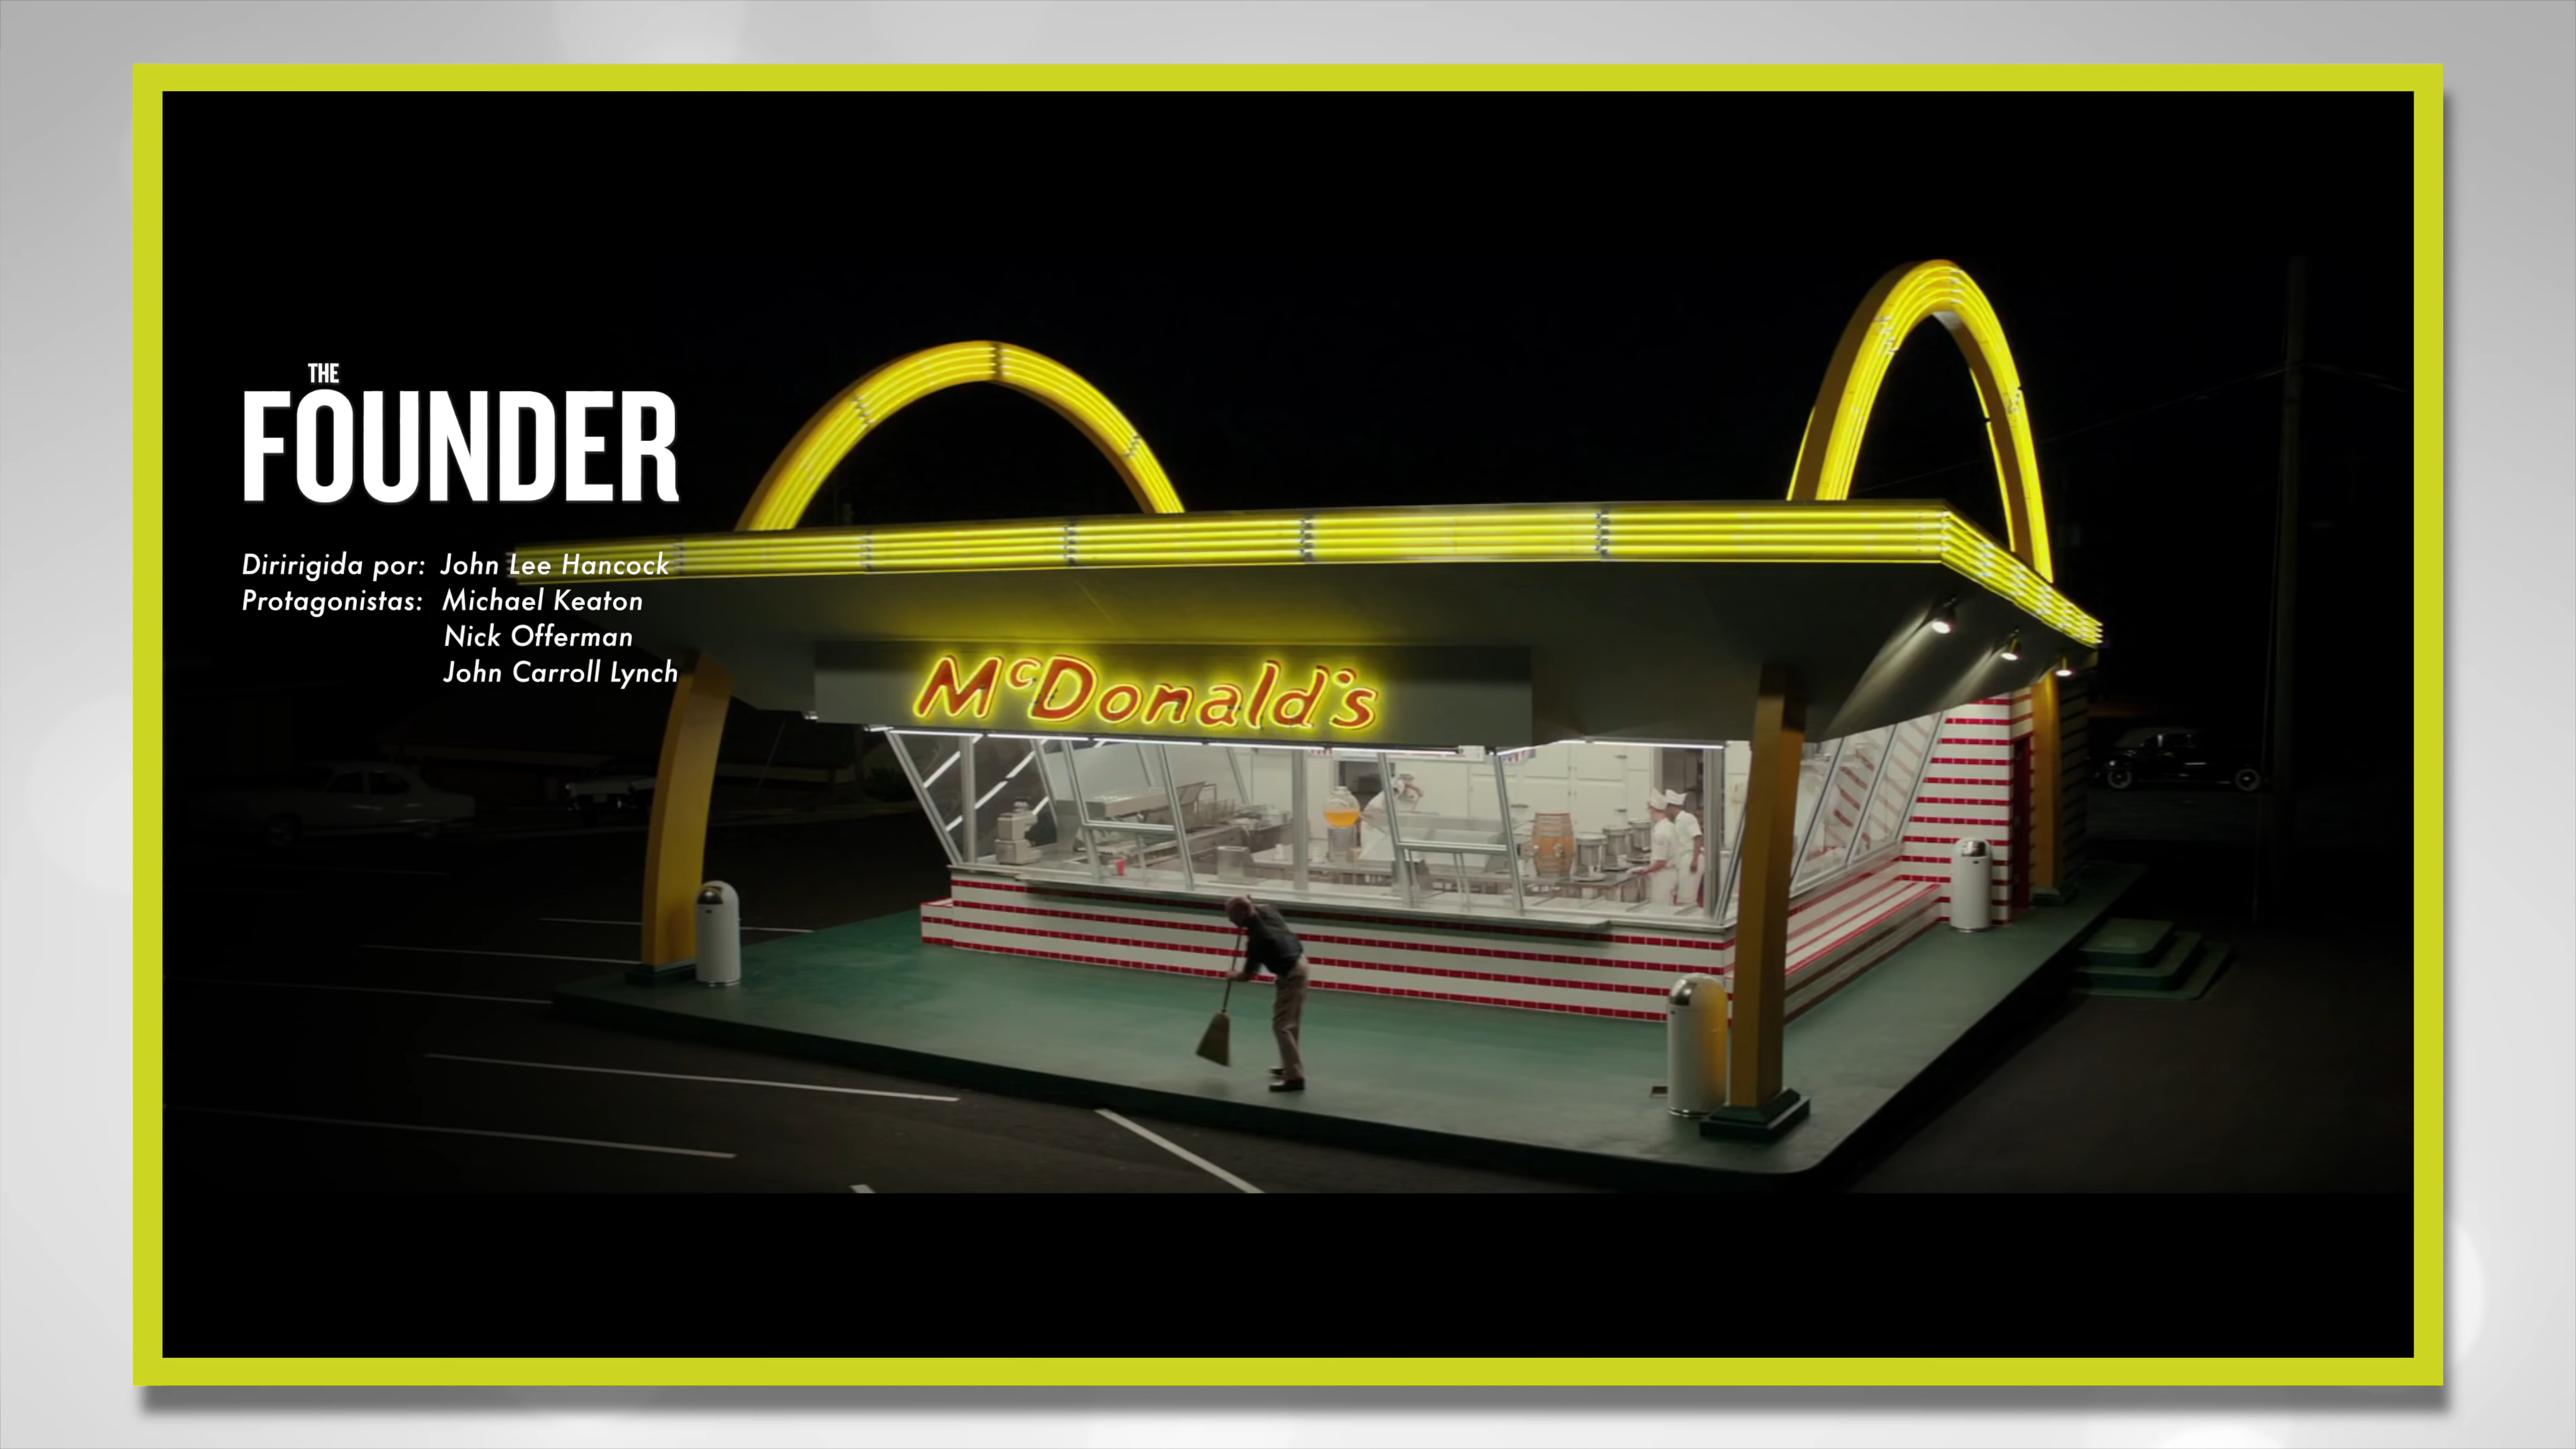 THE
FOUNDER
Diririgida por: John Lee Hancock
Protagonistas: Michael Keaton
Nick Offerman
John Carroll Lynch
McDonald's